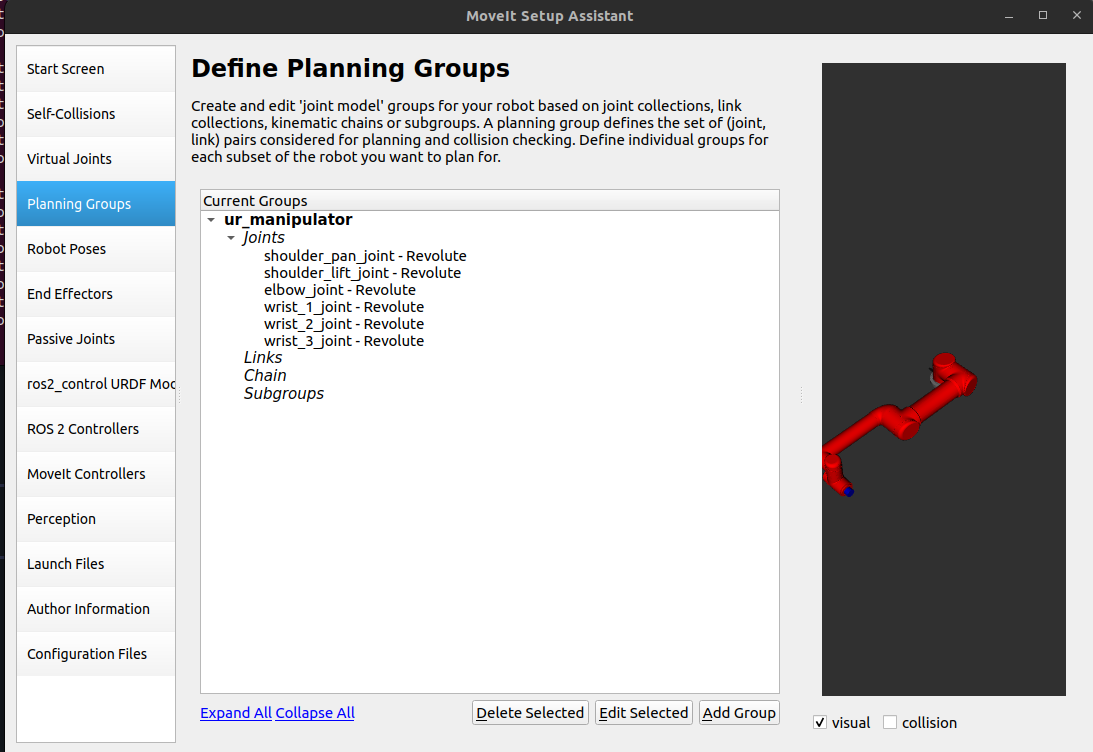 MoveIt Setup Assistant
Start Screen
Self-Collisions
Virtual Joints
Planning Groups
Robot Poses
End Effectors
Passive Joints
ros2_control URDF Moc
ROS 2 Controllers
MoveIt Controllers
Perception
Launch Files
Author Information
Configuration Files
Define Planning Groups
Create and edit 'joint model' groups for your robot based on joint collections, link
collections, kinematic chains or subgroups. A planning group defines the set of (joint,
link) pairs considered for planning and collision checking. Define individual groups for
each subset of the robot you want to plan for.
Current Groups
ur_manipulator
Joints
shoulder_pan_joint - Revolute
shoulder_lift_joint - Revolute
elbow_joint - Revolute
wrist_1_joint - Revolute
wrist_2_joint - Revolute
wrist_3_joint - Revolute
Links
Chain
Subgroups
Expand All Collapse All
Delete Selected
Edit Selected
Add Group
visual
collision